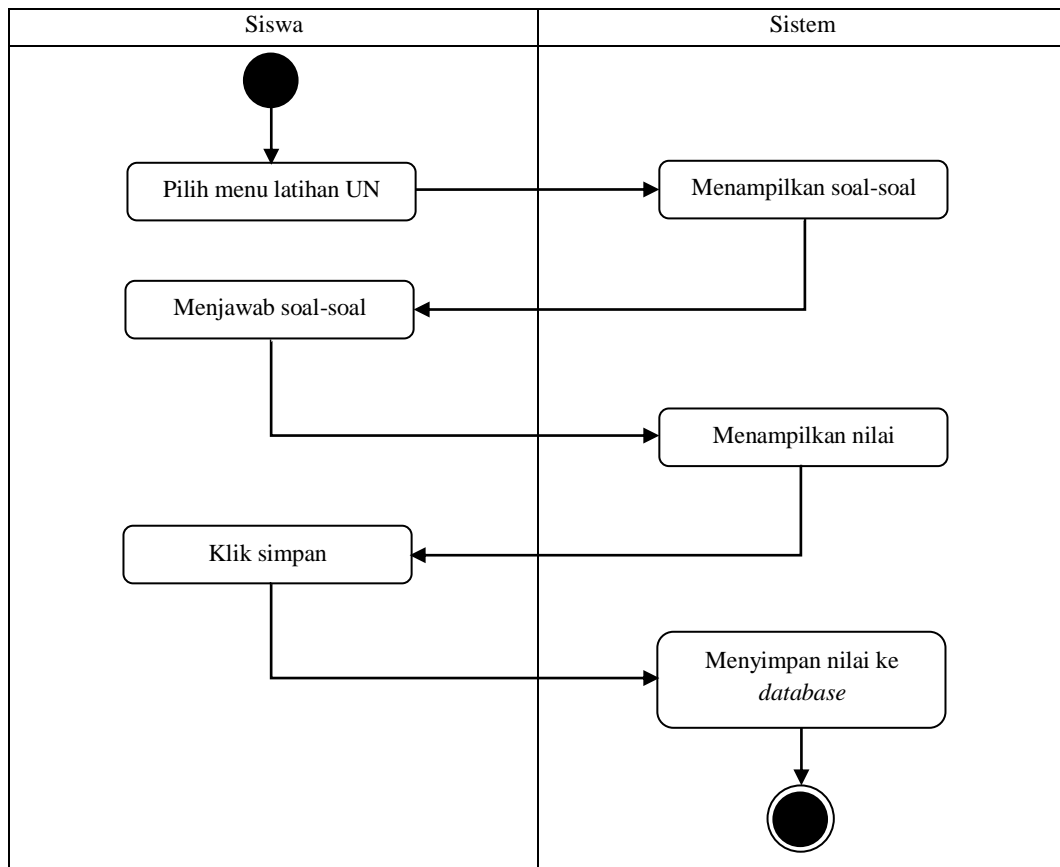 Siswa
Sistem
Pilih menu latihan UN
Menampilkan soal-soal
Menjawab soal-soal
Menampilkan nilai
Klik simpan
Menyimpan nilai ke
database